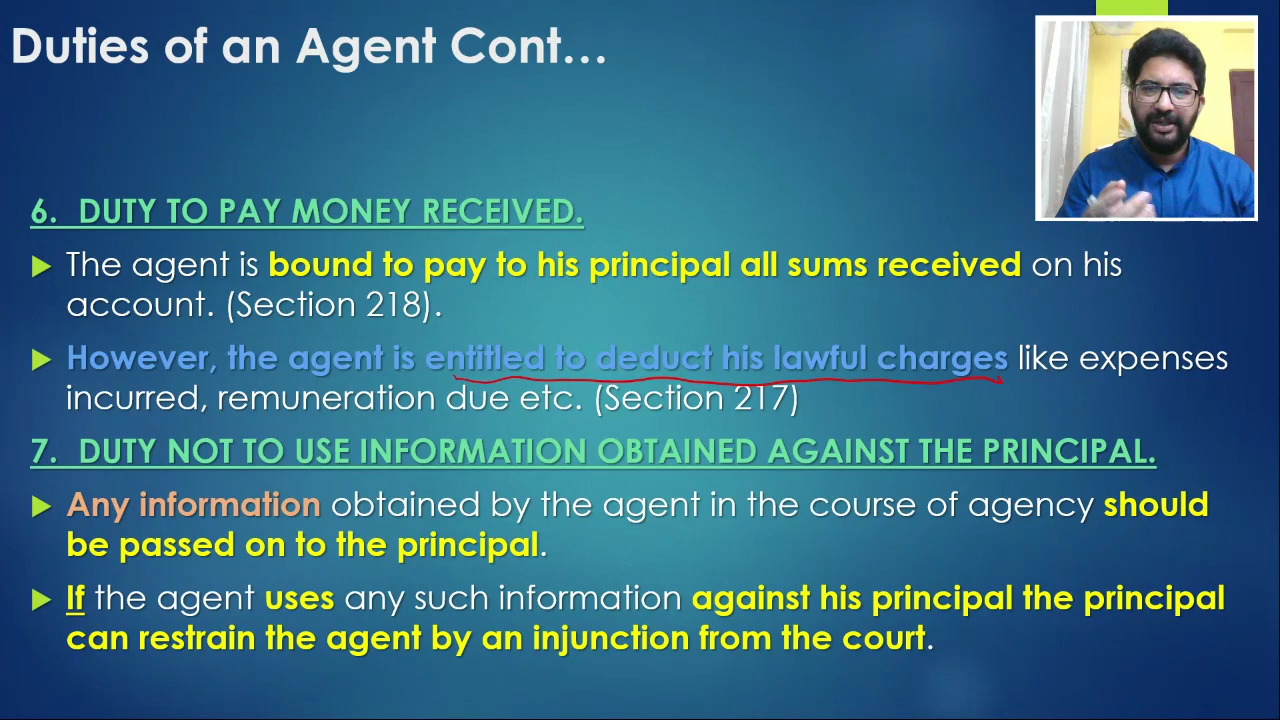 Duties of an Agent Cont…
6. DUTY TO PAY MONEY RECEIVED.
The agent is bound to pay to his principal all sums received on his
account. (Section 218).
However, the agent is entitled to deduct his lawful charges like expenses
incurred, remuneration due etc. (Section 217)
7. DUTY NOT TO USE INFORMATION OBTAINED AGAINST THE PRINCIPAL.
Any information obtained by the agent in the course of agency should
be passed on to the principal.
If the agent uses any such information against his principal the principal
can restrain the agent by an injunction from the court.